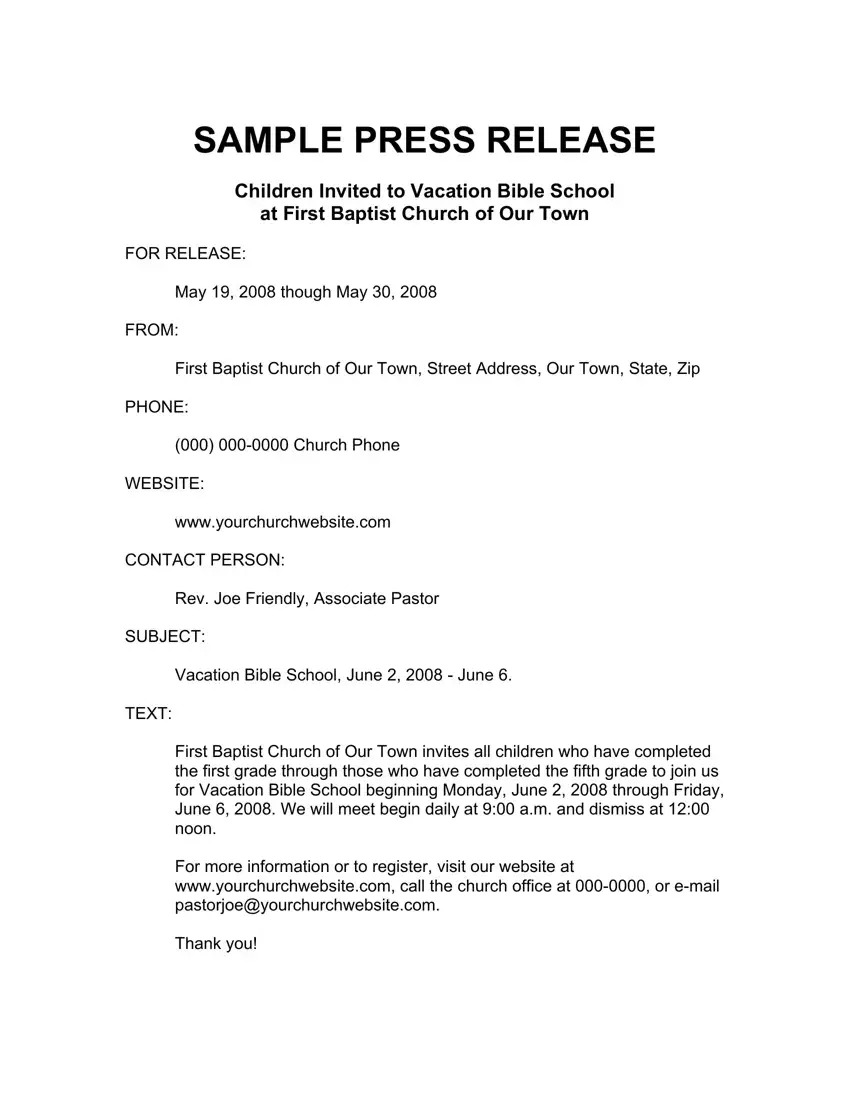 SAMPLE PRESS RELEASE
Children Invited to Vacation Bible School
at First Baptist Church of Our Town
FOR RELEASE:
May 19, 2008 though May 30, 2008
FROM:
First Baptist Church of Our Town, Street Address, Our Town, State, Zip
PHONE:
(000) 000-0000 Church Phone
WEBSITE:
www.yourchurchwebsite.com
CONTACT PERSON:
Rev. Joe Friendly, Associate Pastor
SUBJECT:
Vacation Bible School, June 2, 2008 - June 6.
TEXT:
First Baptist Church of Our Town invites all children who have completed
the first grade through those who have completed the fifth grade to join us
for Vacation Bible School beginning Monday, June 2, 2008 through Friday,
June 6, 2008. We will meet begin daily at 9:00 a.m. and dismiss at 12:00
noon.
For more information or to register, visit our website at
www.yourchurchwebsite.com, call the church office at 000-0000, or e-mail
pastorjoe@yourchurchwebsite.com.
Thank you!